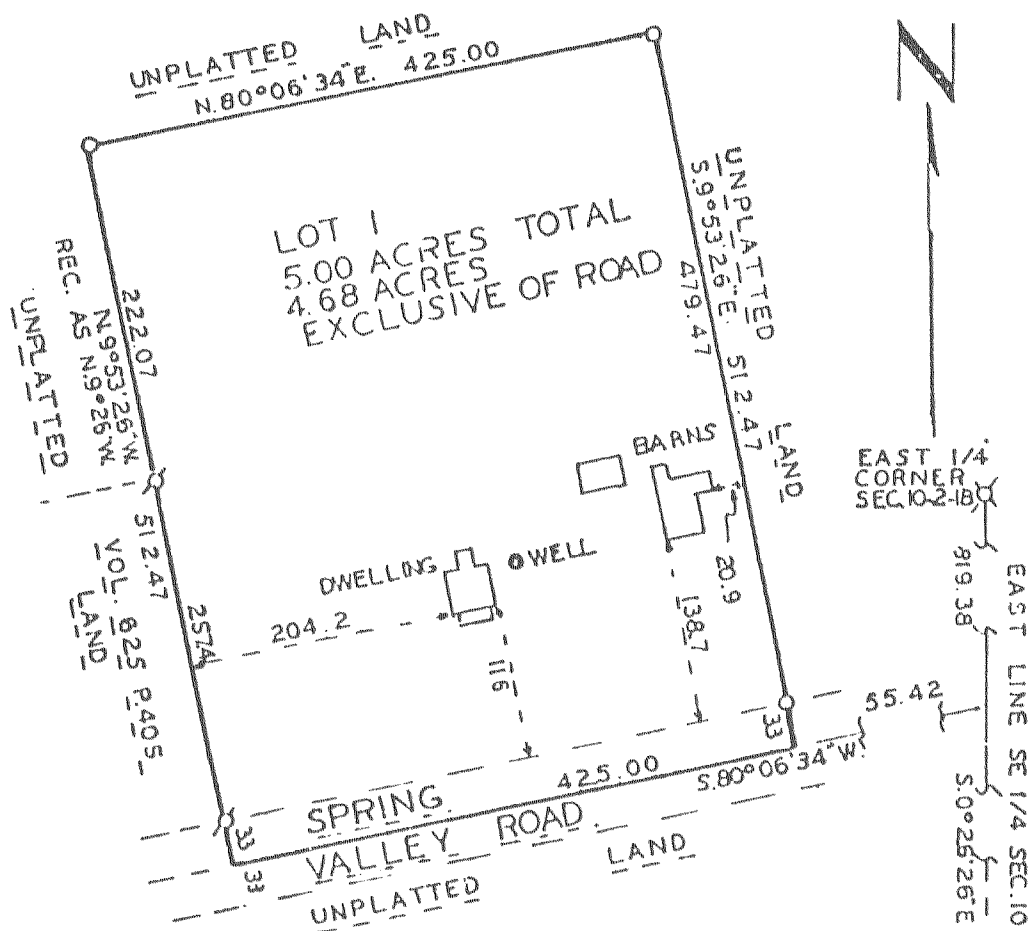 UNPLATTED LAND
N.80°06'34"E. 425.00
LOT 1
5.00 ACRES TOTAL
4.68 ACRES
EXCLUSIVE OF ROAD
UNPLATTED LAND
S.9°53'26"E. 512.47
479.47
222.07
N.9°53'26"W.
REC. AS N.9°26'W.
UNPLATTED
LAND
512.47
VOL. 625 P.405
257.4
BARNS
20.9
138.7
DWELLING
WELL
204.2
116
EAST 1/4
CORNER
SEC.10-2-18
819.38
EAST LINE SE 1/4 SEC.10
S.0°25'26"E
55.42
33
425.00
S.80°06'34"W.
SPRING
VALLEY ROAD
33
33
UNPLATTED LAND
N